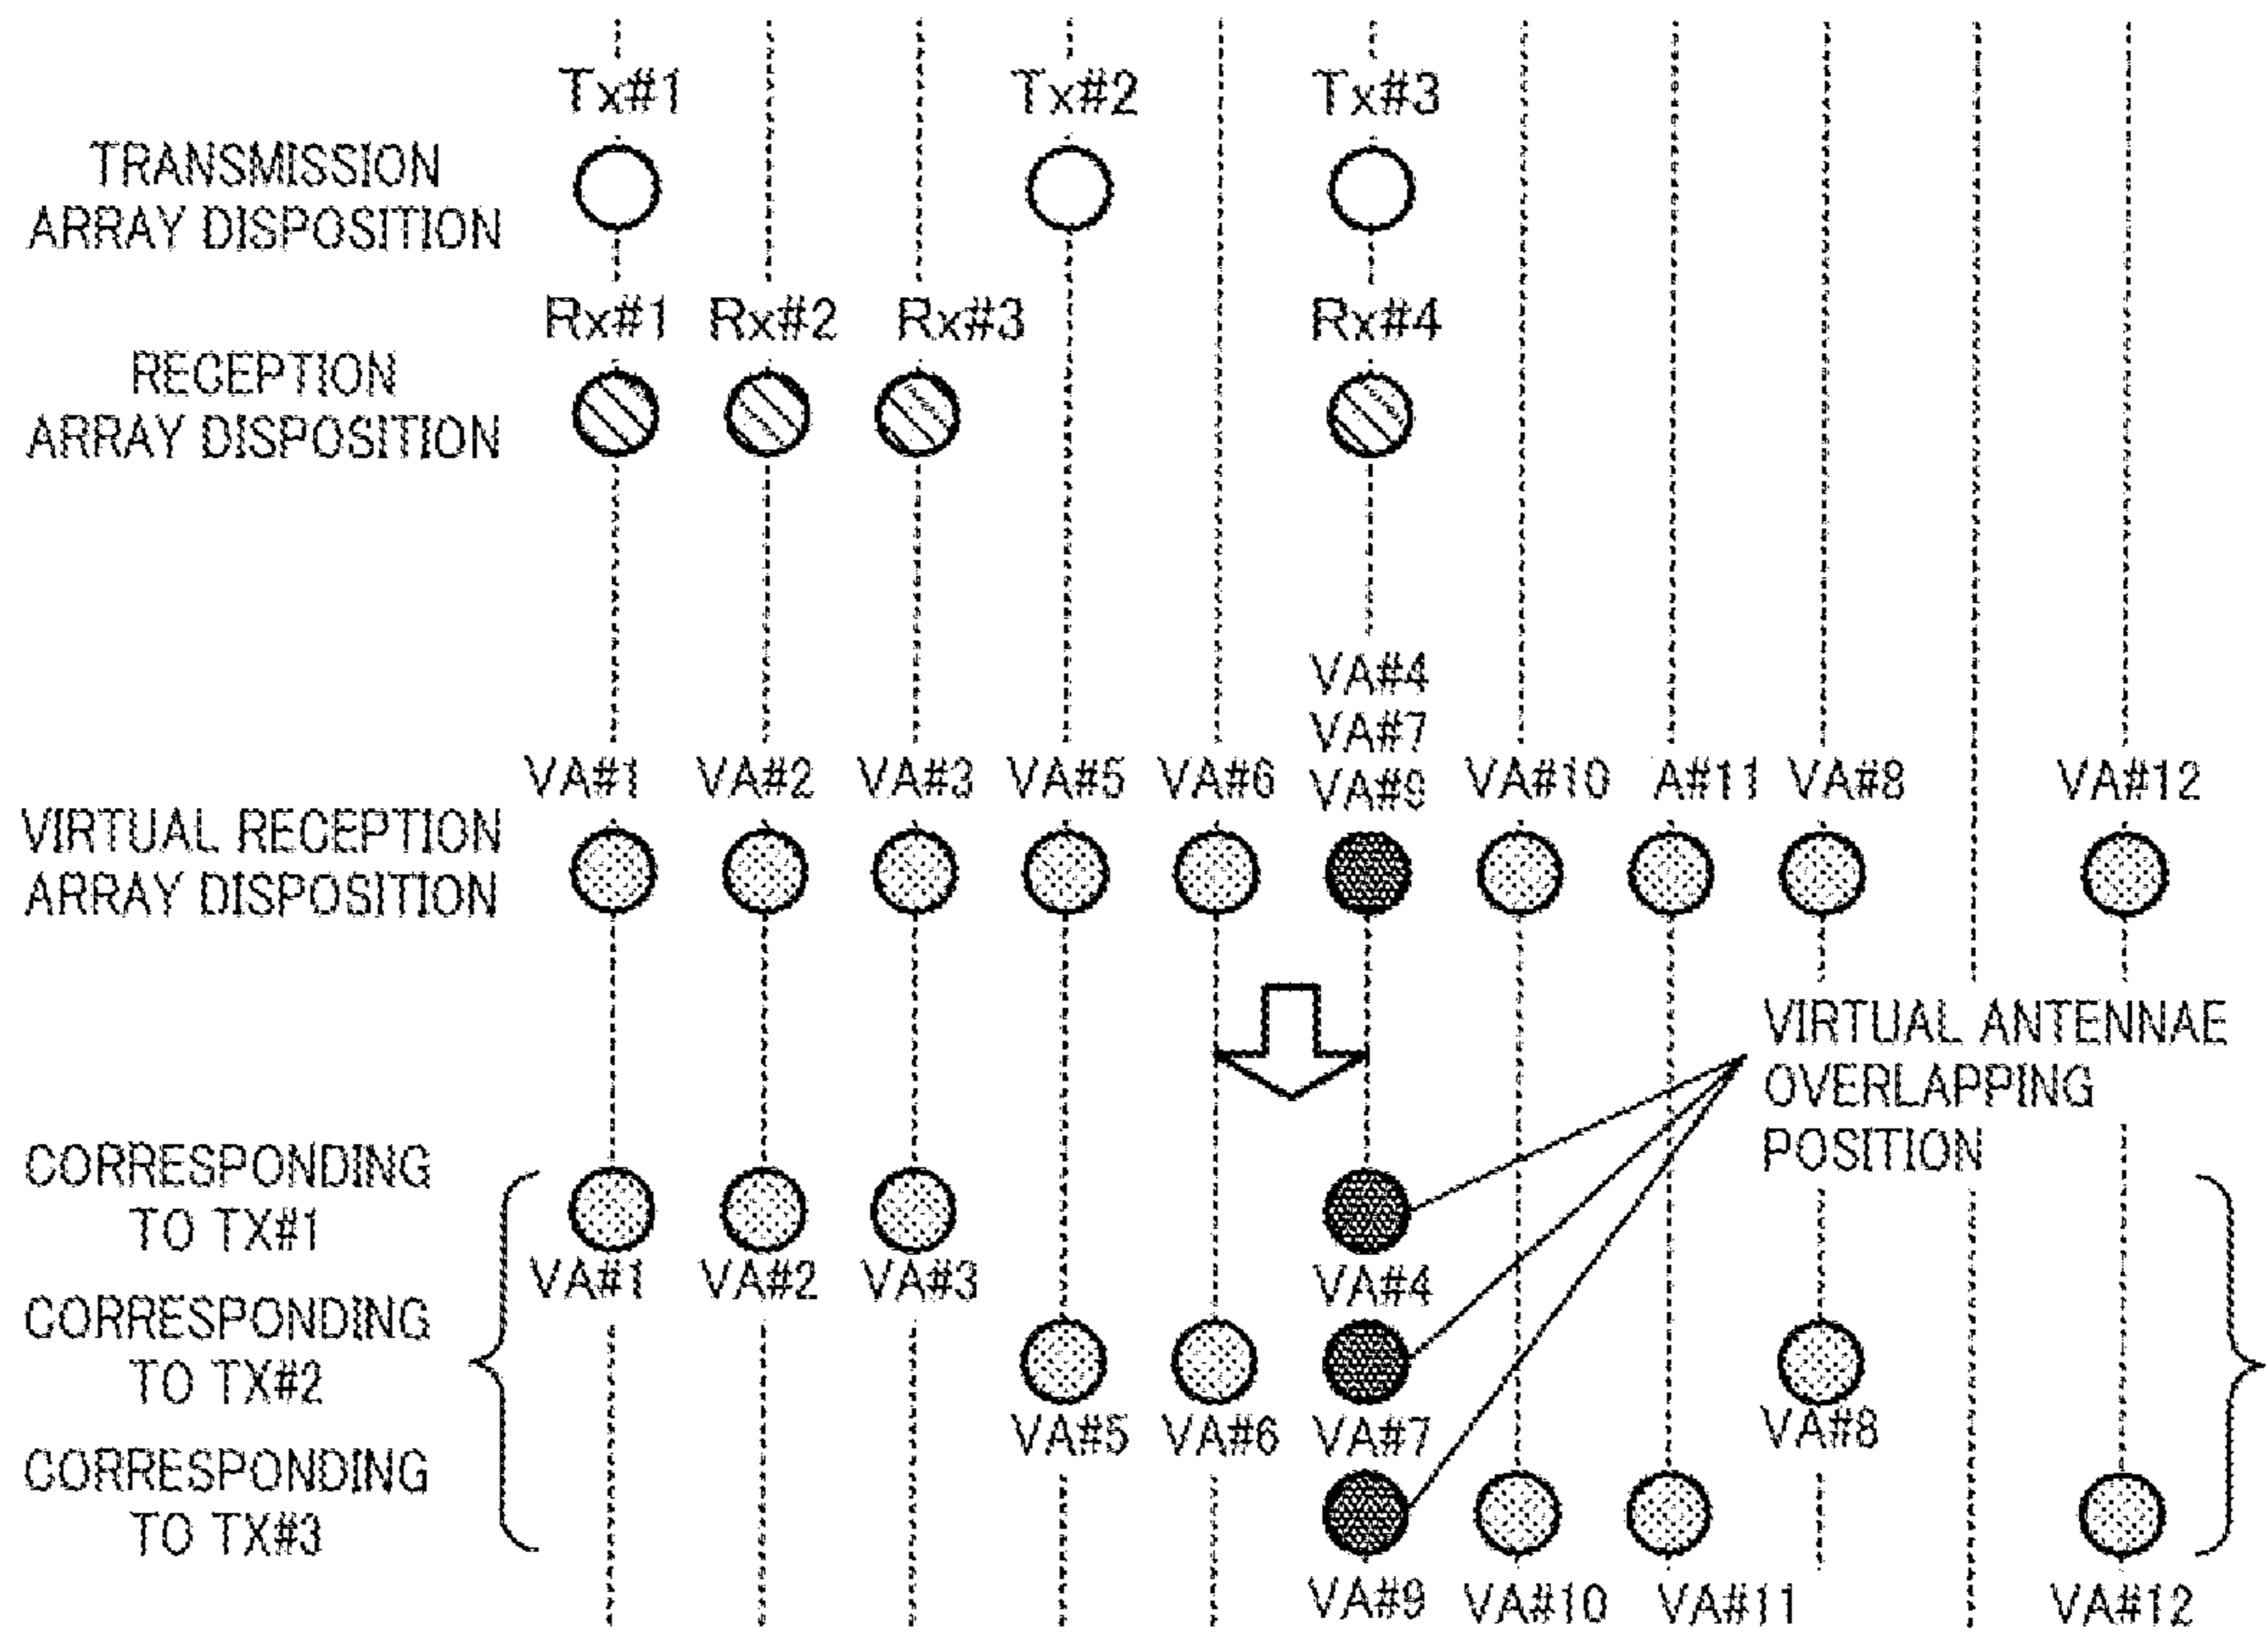 Tx#1 Tx#2 Tx#3
TRANSMISSION
ARRAY DISPOSITION
Rx#1 Rx#2 Rx#3 Rx#4
RECEPTION
ARRAY DISPOSITION
VA#4
VA#7
VA#1 VA#2 VA#3 VA#5 VA#6 VA#9 VA#10 A#11 VA#8 VA#12
VIRTUAL RECEPTION
ARRAY DISPOSITION
VIRTUAL ANTENNAE
OVERLAPPING
POSITION
CORRESPONDING
TO TX#1
VA#1 VA#2 VA#3 VA#4
CORRESPONDING
TO TX#2
VA#5 VA#6 VA#7 VA#8
CORRESPONDING
TO TX#3
VA#9 VA#10 VA#11 VA#12